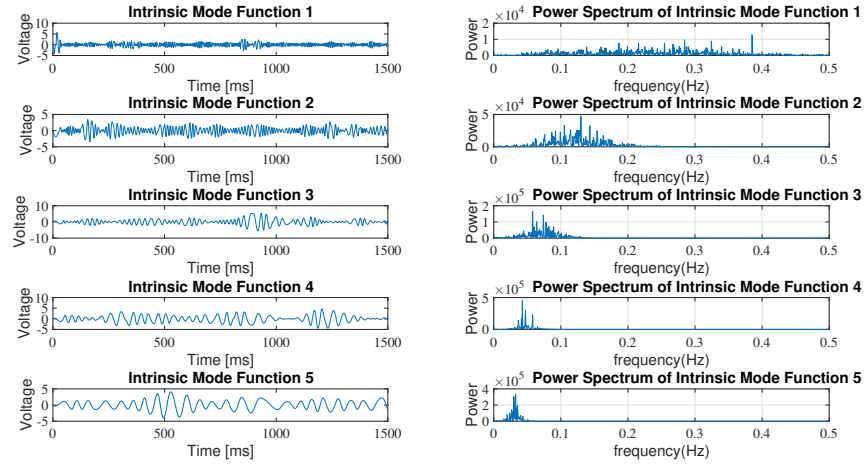 Intrinsic Mode Function 1
Voltage
10
5
0
-5
0 500 1000 1500
Time [ms]
Power Spectrum of Intrinsic Mode Function 1
×10⁴
Power
2
1
0
0 0.1 0.2 0.3 0.4 0.5
frequency(Hz)
Intrinsic Mode Function 2
Voltage
5
0
-5
0 500 1000 1500
Time [ms]
Power Spectrum of Intrinsic Mode Function 2
×10⁴
Power
5
0
0 0.1 0.2 0.3 0.4 0.5
frequency(Hz)
Intrinsic Mode Function 3
Voltage
10
0
-10
0 500 1000 1500
Time [ms]
Power Spectrum of Intrinsic Mode Function 3
×10⁵
Power
2
1
0
0 0.1 0.2 0.3 0.4 0.5
frequency(Hz)
Intrinsic Mode Function 4
Voltage
10
5
0
-5
0 500 1000 1500
Time [ms]
Power Spectrum of Intrinsic Mode Function 4
×10⁵
Power
5
0
0 0.1 0.2 0.3 0.4 0.5
frequency(Hz)
Intrinsic Mode Function 5
Voltage
5
0
-5
0 500 1000 1500
Time [ms]
Power Spectrum of Intrinsic Mode Function 5
×10⁵
Power
4
2
0
0 0.1 0.2 0.3 0.4 0.5
frequency(Hz)